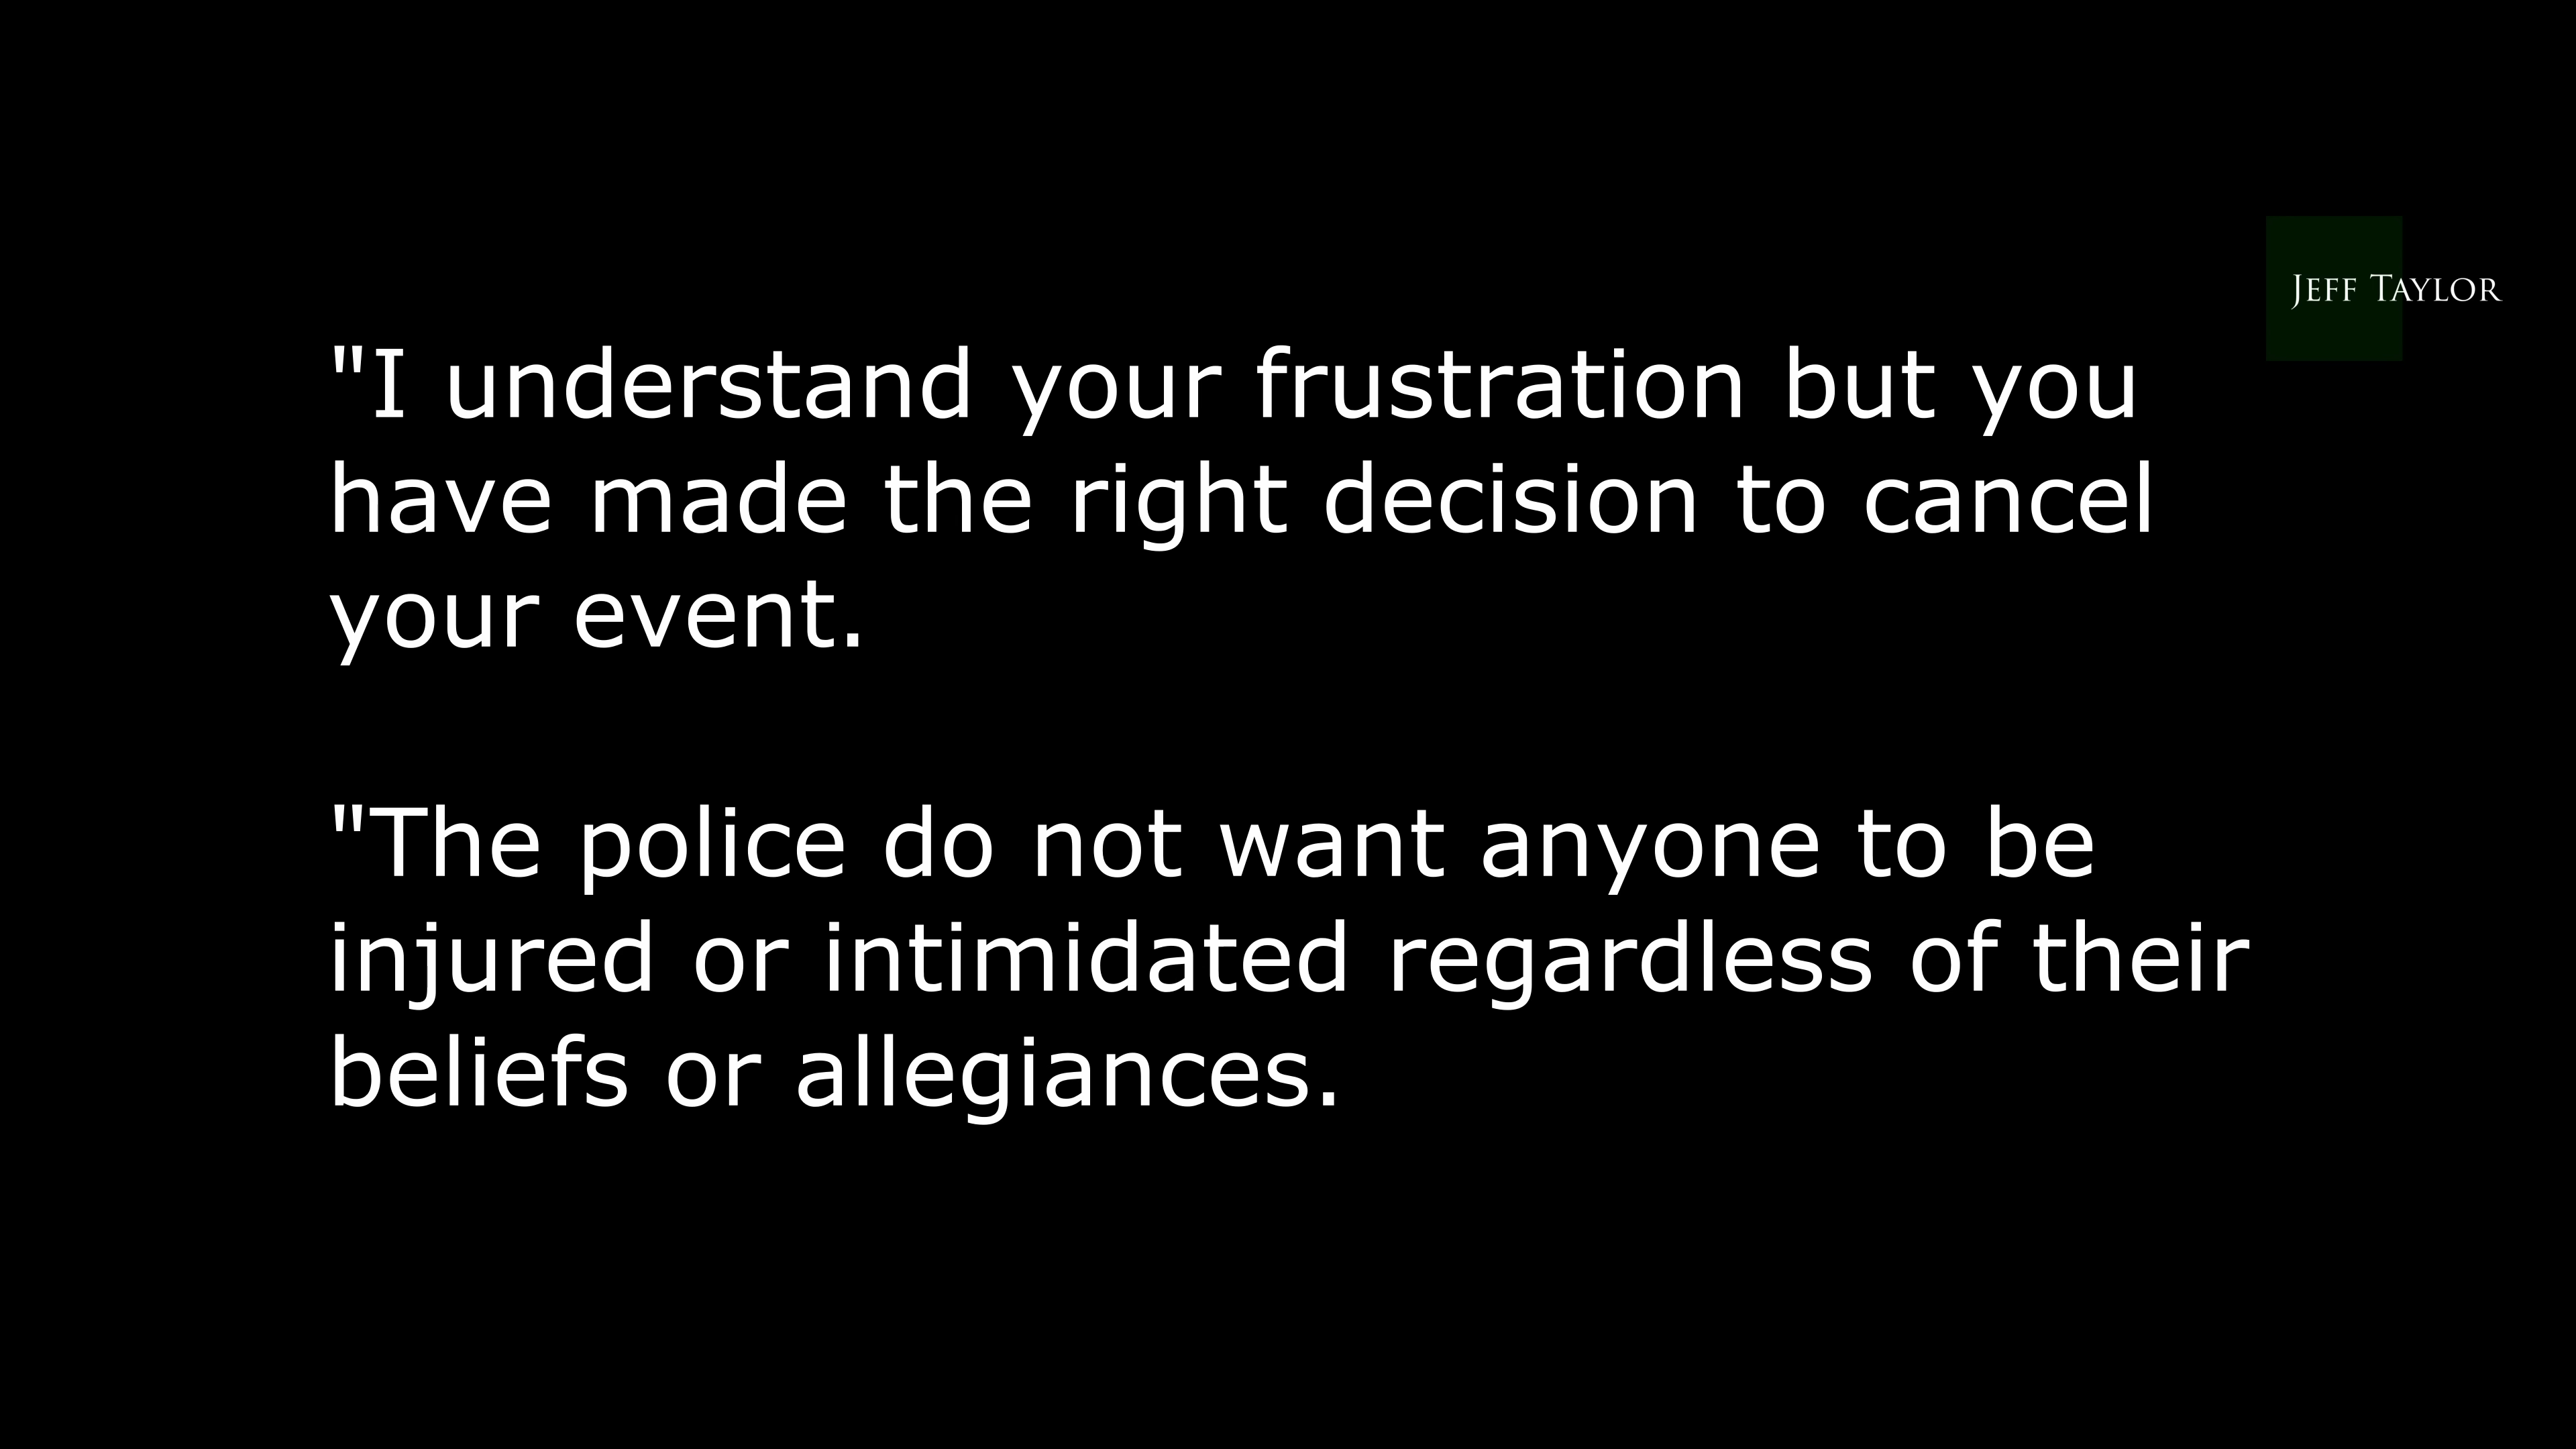 Jeff Taylor
"I understand your frustration but you
have made the right decision to cancel
your event.
"The police do not want anyone to be
injured or intimidated regardless of their
beliefs or allegiances.